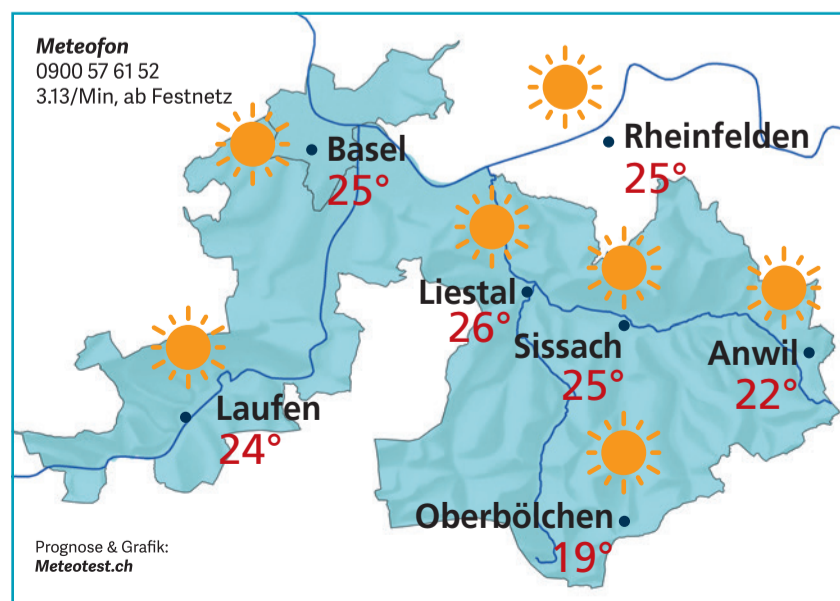 Meteofon
0900 57 61 52
3.13/Min, ab Festnetz
Basel
25°
Rheinfelden
25°
Liestal
26°
Sissach
25°
Anwil
22°
Laufen
24°
Oberbölchen
19°
Prognose & Grafik:
Meteotest.ch